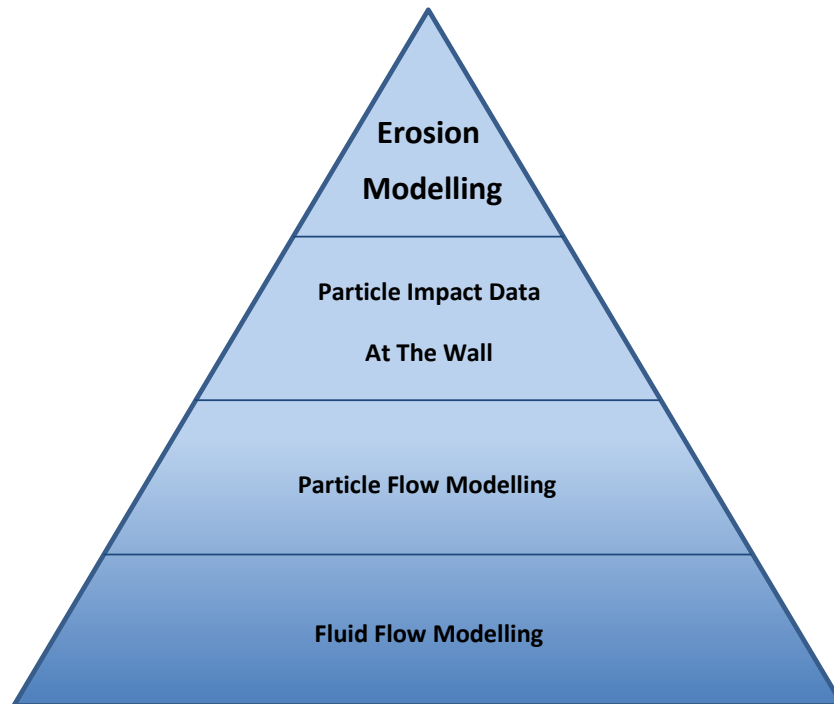 Erosion
Modelling
Particle Impact Data
At The Wall
Particle Flow Modelling
Fluid Flow Modelling